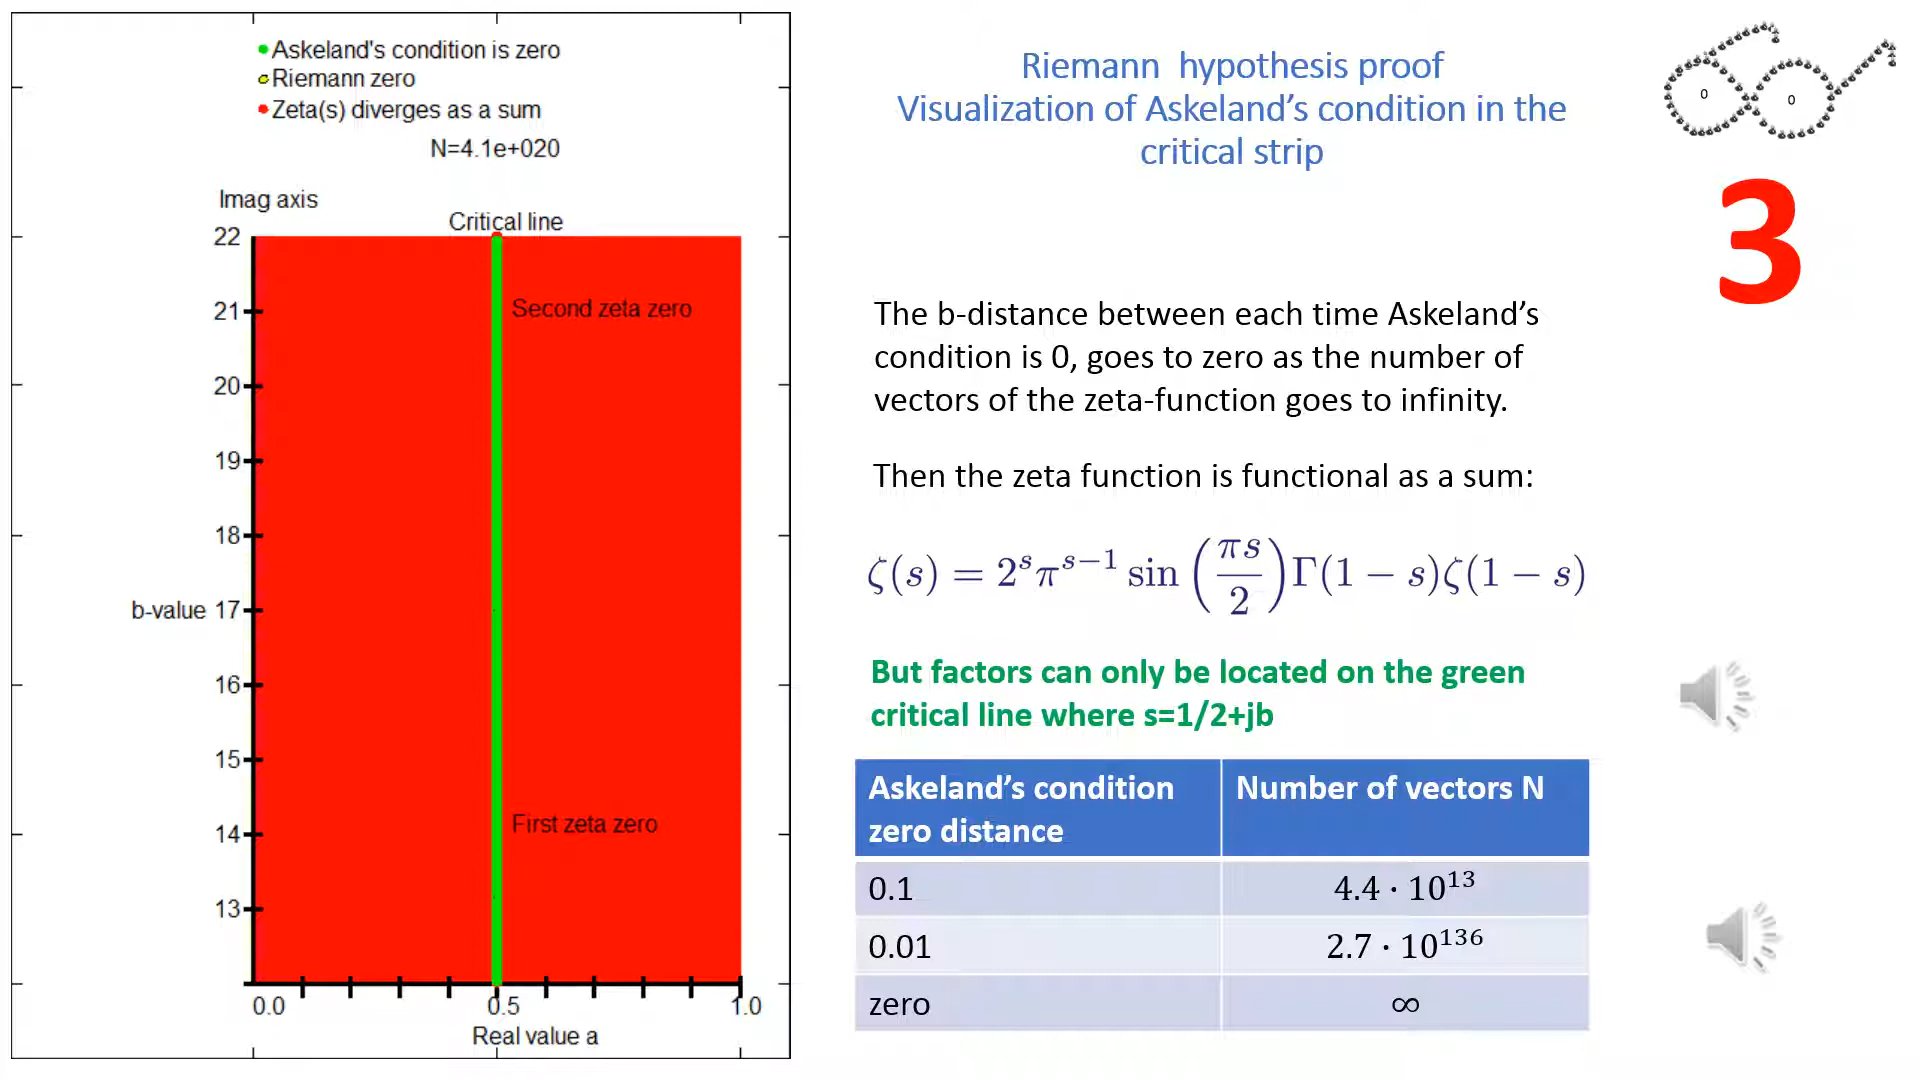 Askeland's condition is zero
Riemann zero
Zeta(s) diverges as a sum
N=4.1e+020
Imag axis
Critical line
22
Second zeta zero
21
20
19
18
b-value 17
16
15
First zeta zero
14
13
0.0 0.5 1.0
Real value a
Riemann hypothesis proof
Visualization of Askeland’s condition in the
critical strip
0 0
3
The b-distance between each time Askeland’s
condition is 0, goes to zero as the number of
vectors of the zeta-function goes to infinity.
Then the zeta function is functional as a sum:
ζ(s) = 2^s π^{s−1} sin(πs/2) Γ(1 − s)ζ(1 − s)
But factors can only be located on the green
critical line where s=1/2+jb
Askeland’s condition Number of vectors N
zero distance
0.1 4.4 · 10^13
0.01 2.7 · 10^136
zero ∞